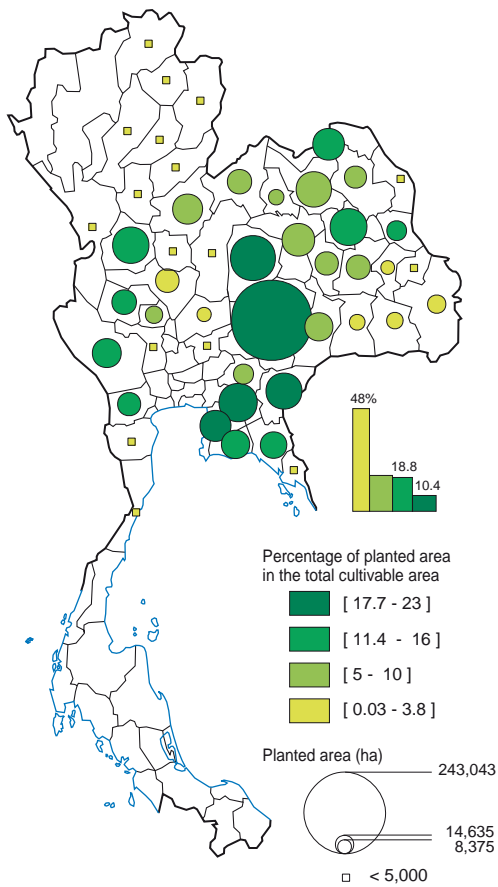 48%
18.8
10.4
Percentage of planted area
in the total cultivable area
[ 17.7 - 23 ]
[ 11.4 - 16 ]
[ 5 - 10 ]
[ 0.03 - 3.8 ]
Planted area (ha)
243,043
14,635
8,375
< 5,000